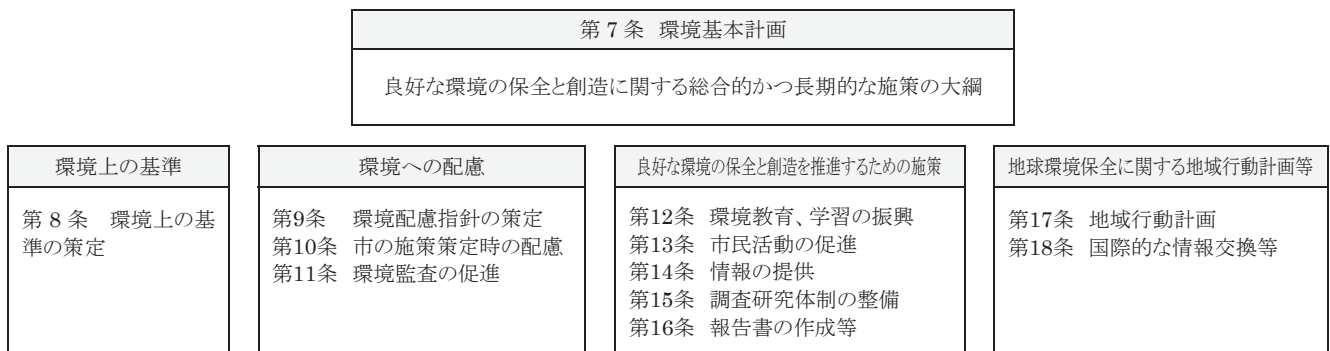 第7条 環境基本計画
良好な環境の保全と創造に関する総合的かつ長期的な施策の大綱
環境上の基準
第8条 環境上の基
準の策定
環境への配慮
第9条 環境配慮指針の策定
第10条 市の施策策定時の配慮
第11条 環境監査の促進
良好な環境の保全と創造を推進するための施策
第12条 環境教育、学習の振興
第13条 市民活動の促進
第14条 情報の提供
第15条 調査研究体制の整備
第16条 報告書の作成等
地球環境保全に関する地域行動計画等
第17条 地域行動計画
第18条 国際的な情報交換等